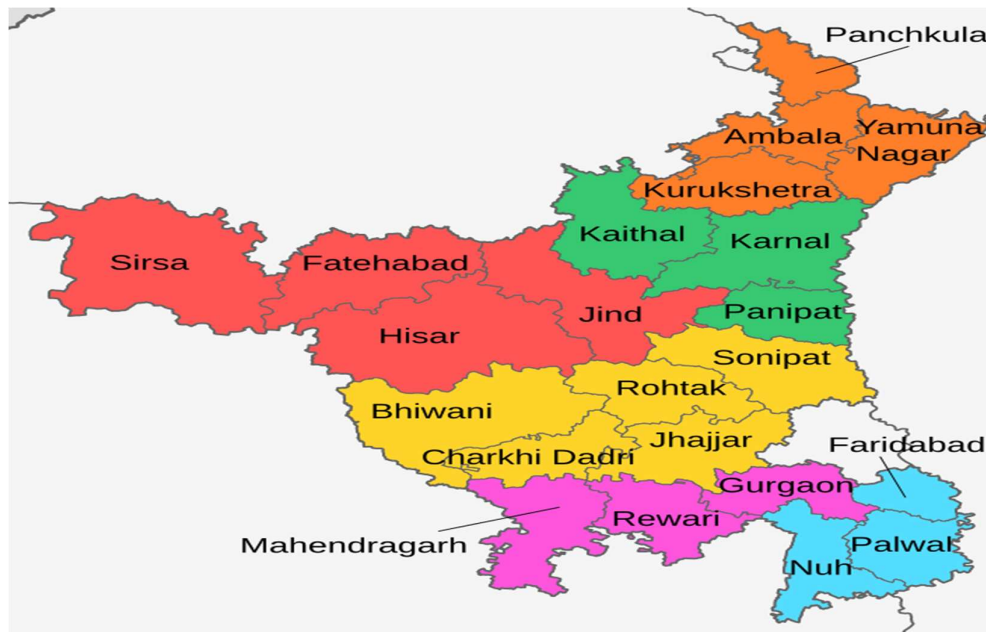 Panchkula
Ambala
Yamuna
Nagar
Kurukshetra
Kaithal
Karnal
Sirsa
Fatehabad
Hisar
Jind
Panipat
Sonipat
Rohtak
Bhiwani
Jhajjar
Charkhi Dadri
Faridabad
Gurgaon
Rewari
Mahendragarh
Palwal
Nuh